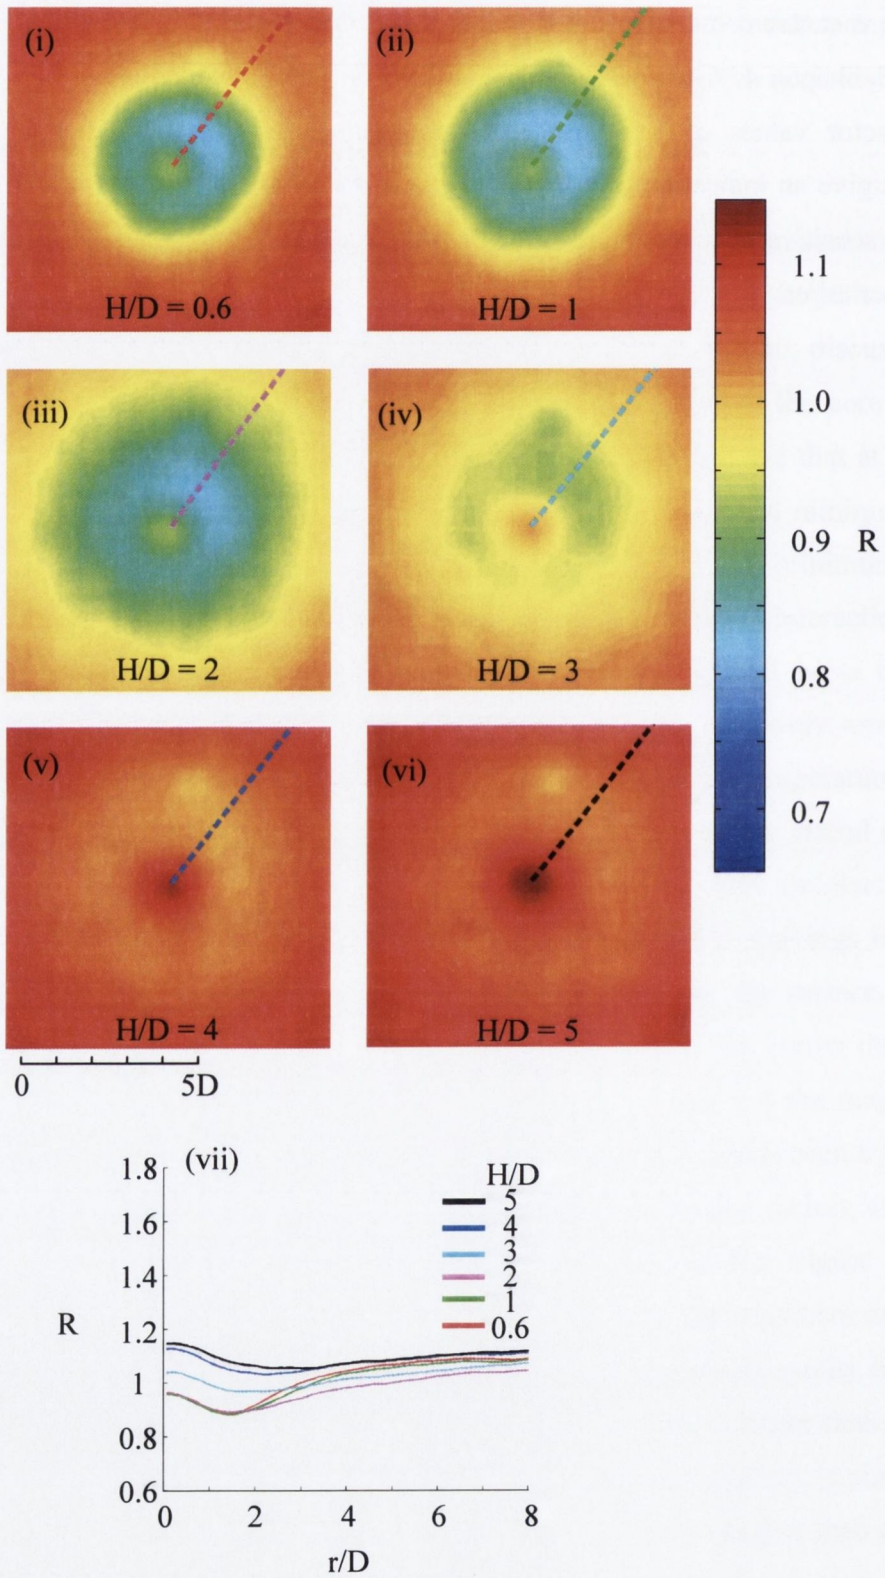 (i)
(ii)
H/D = 0.6
H/D = 1
(iii)
(iv)
H/D = 2
H/D = 3
(v)
(vi)
H/D = 4
H/D = 5
0 5D
1.1
1.0
0.9
R
0.8
0.7
(vii)
H/D
5
4
3
2
1
0.6
1.8
1.6
1.4
1.2
1
0.8
0.6
R
0 2 4 6 8
r/D